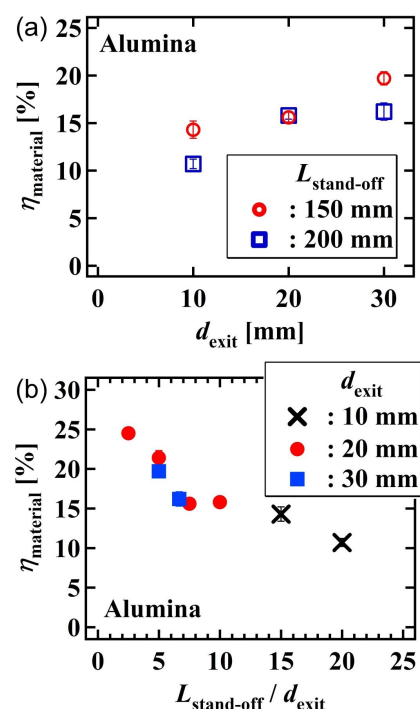 (a)
Alumina
25
20
15
10
5
0
η_material [%]
L_stand-off
: 150 mm
: 200 mm
0 10 20 30
d_exit [mm]
(b)
30
25
20
15
10
5
0
η_material [%]
d_exit
: 10 mm
: 20 mm
: 30 mm
Alumina
0 5 10 15 20 25
L_stand-off / d_exit